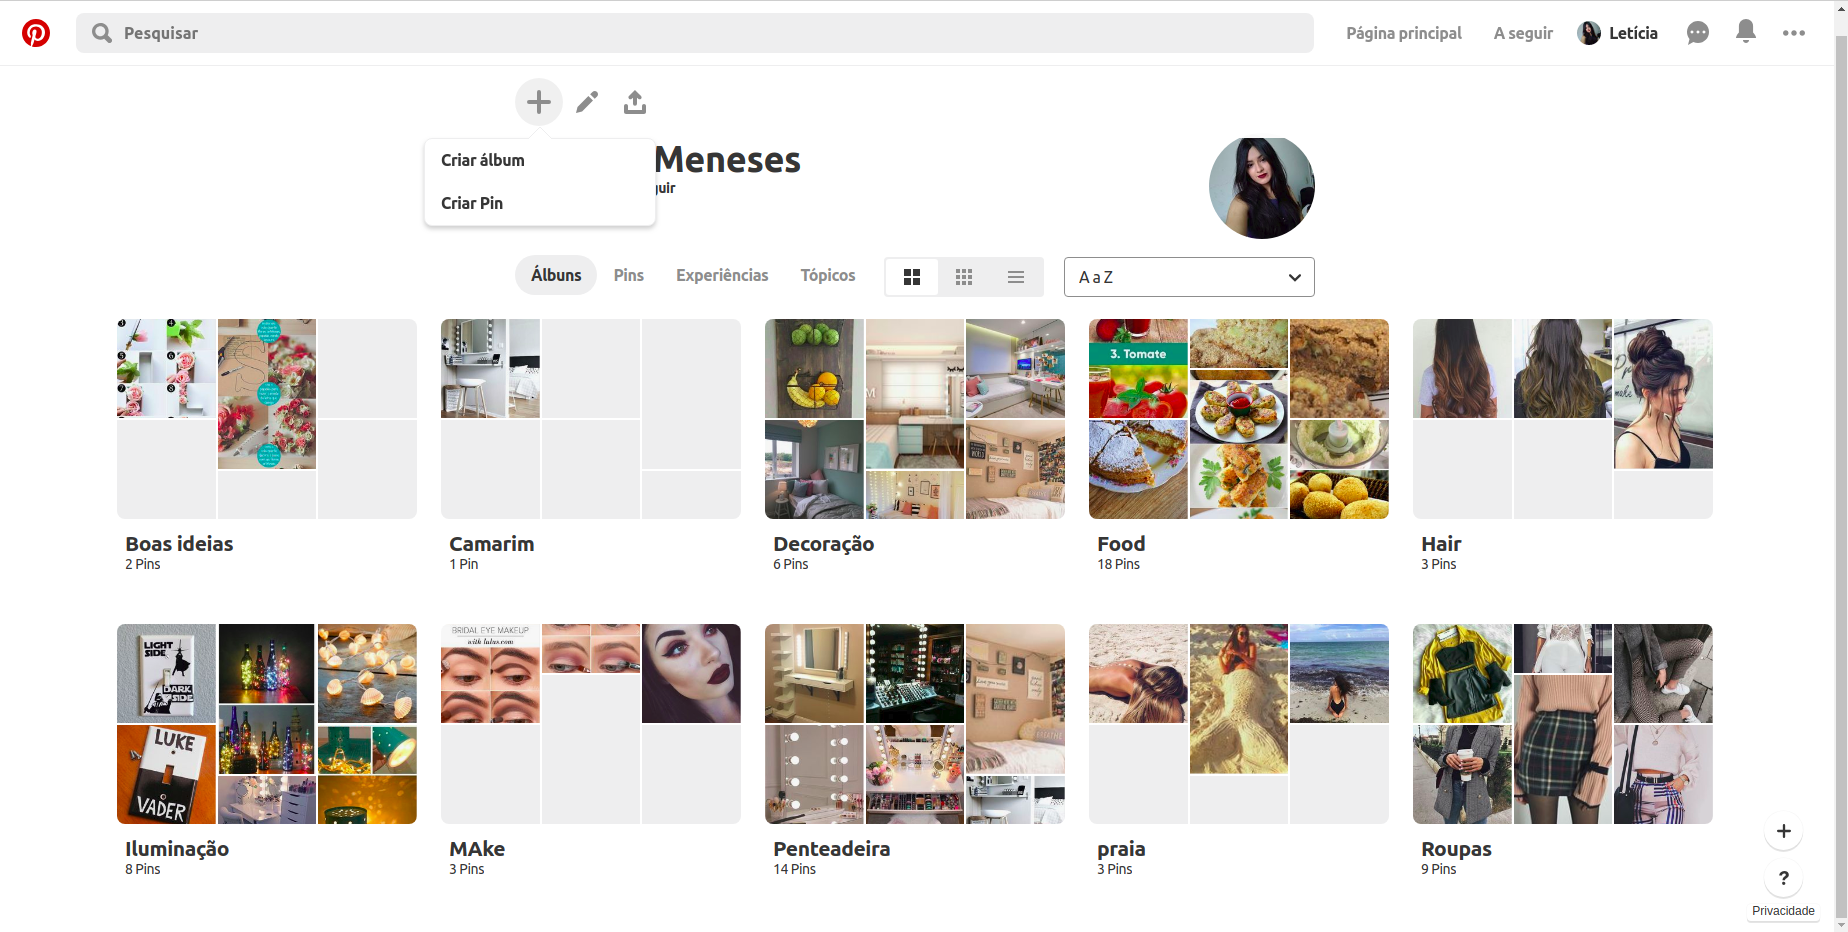 Pesquisar
Página principal
A seguir
Letícia
Criar álbum
Criar Pin
Meneses
guir
Álbuns
Pins
Experiências
Tópicos
A a Z
3. Tomate
Boas ideias
2 Pins
Camarim
1 Pin
Decoração
6 Pins
Food
18 Pins
Hair
3 Pins
LIGHT SIDE
DARK SIDE
LUKE
VADER
BRIDAL EYE MAKEUP
with lulus.com
Iluminação
8 Pins
MAke
3 Pins
Penteadeira
14 Pins
praia
3 Pins
Roupas
9 Pins
+
?
Privacidade